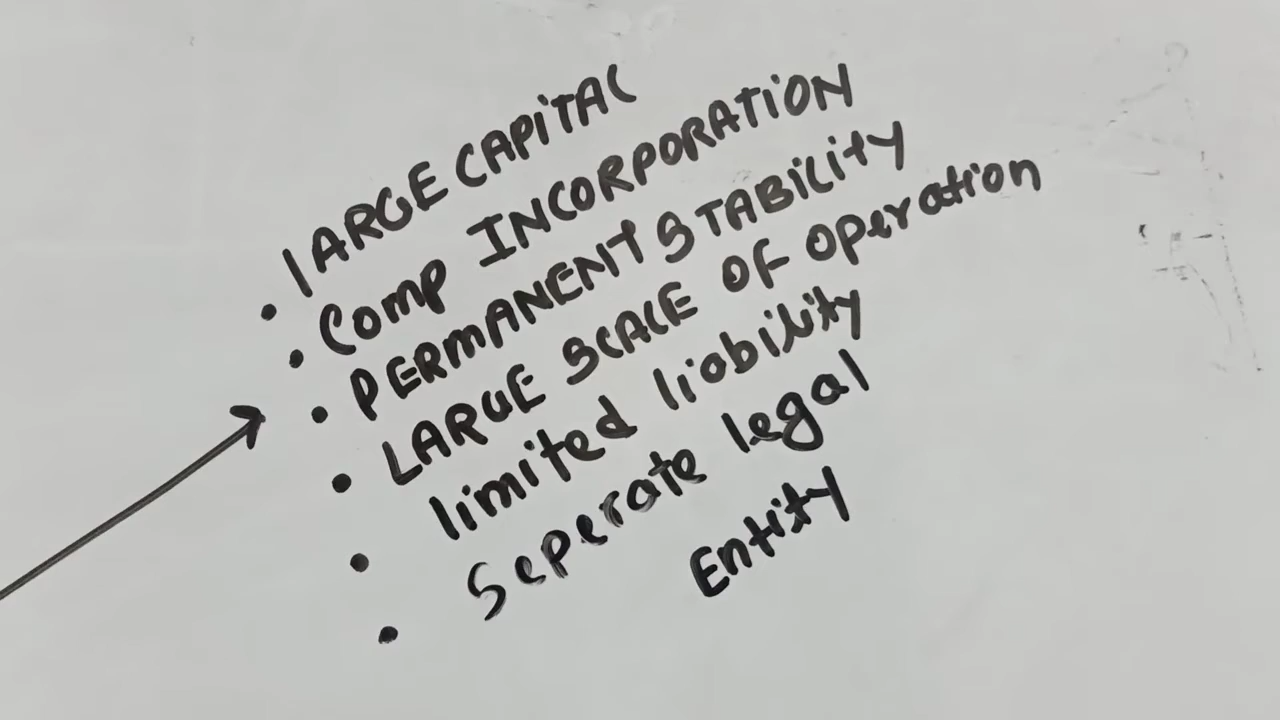 • lARGE CAPiTAL
• Comp INCORPORATiON
• PERMANENT STABiLity
• LARGE SCALE OF operation
• limited liability
• Seperate legal
Entity